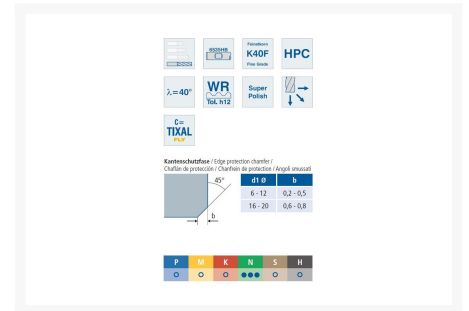 6535HB
Feinstkorn
K40F
Fine Grade
HPC
λ=40°
WR
Tol. h12
Super
Polish
C=
TIXAL
FLY
Kantenschutzfase / Edge protection chamfer /
Chaflán de protección / Chanfrein de protection / Angoli smussati
45°
b
d1 Ø b
6 - 12 0,2 - 0,5
16 - 20 0,6 - 0,8
P M K N S H